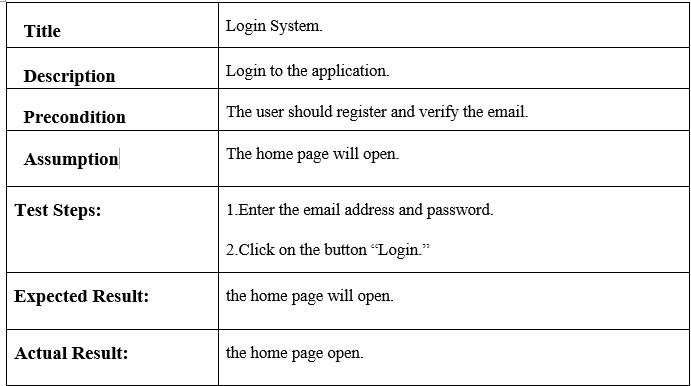 Title
Login System.
Description
Login to the application.
Precondition
The user should register and verify the email.
Assumption
The home page will open.
Test Steps:
1.Enter the email address and password.
2.Click on the button “Login.”
Expected Result:
the home page will open.
Actual Result:
the home page open.